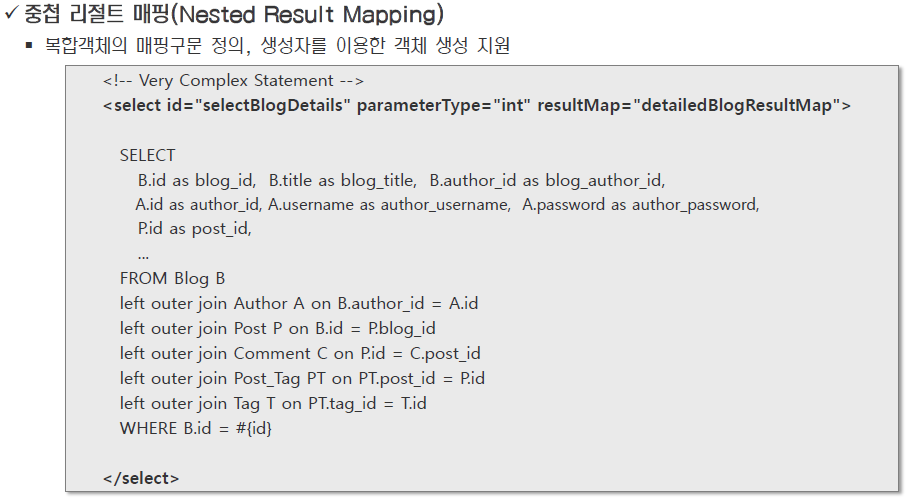 ✓ 중첩 리절트 매핑(Nested Result Mapping)
▪ 복합객체의 매핑구문 정의, 생성자를 이용한 객체 생성 지원
<!-- Very Complex Statement -->
<select id="selectBlogDetails" parameterType="int" resultMap="detailedBlogResultMap">
SELECT
B.id as blog_id, B.title as blog_title, B.author_id as blog_author_id,
A.id as author_id, A.username as author_username, A.password as author_password,
P.id as post_id,
...
FROM Blog B
left outer join Author A on B.author_id = A.id
left outer join Post P on B.id = P.blog_id
left outer join Comment C on P.id = C.post_id
left outer join Post_Tag PT on PT.post_id = P.id
left outer join Tag T on PT.tag_id = T.id
WHERE B.id = #{id}
</select>